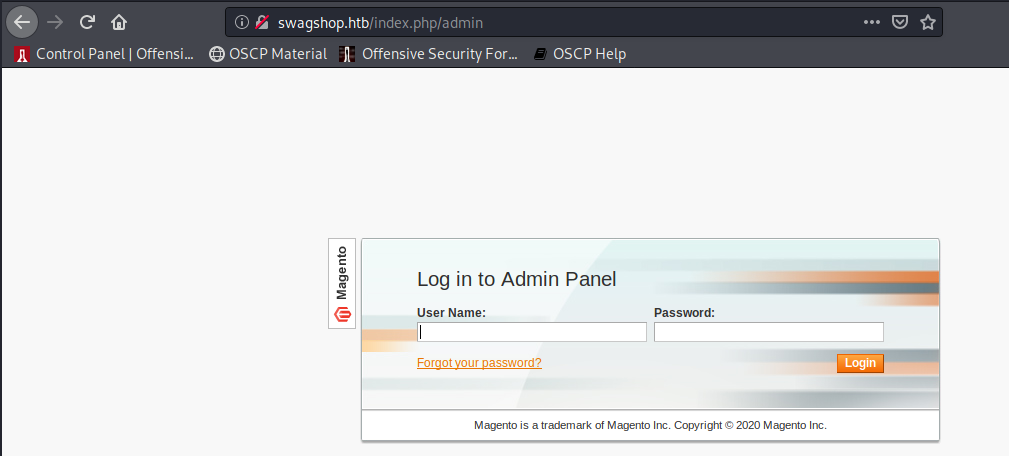 swagshop.htb/index.php/admin
Control Panel | Offensi... OSCP Material Offensive Security For... OSCP Help
Magento
Log in to Admin Panel
User Name: Password:
Forgot your password? Login
Magento is a trademark of Magento Inc. Copyright © 2020 Magento Inc.